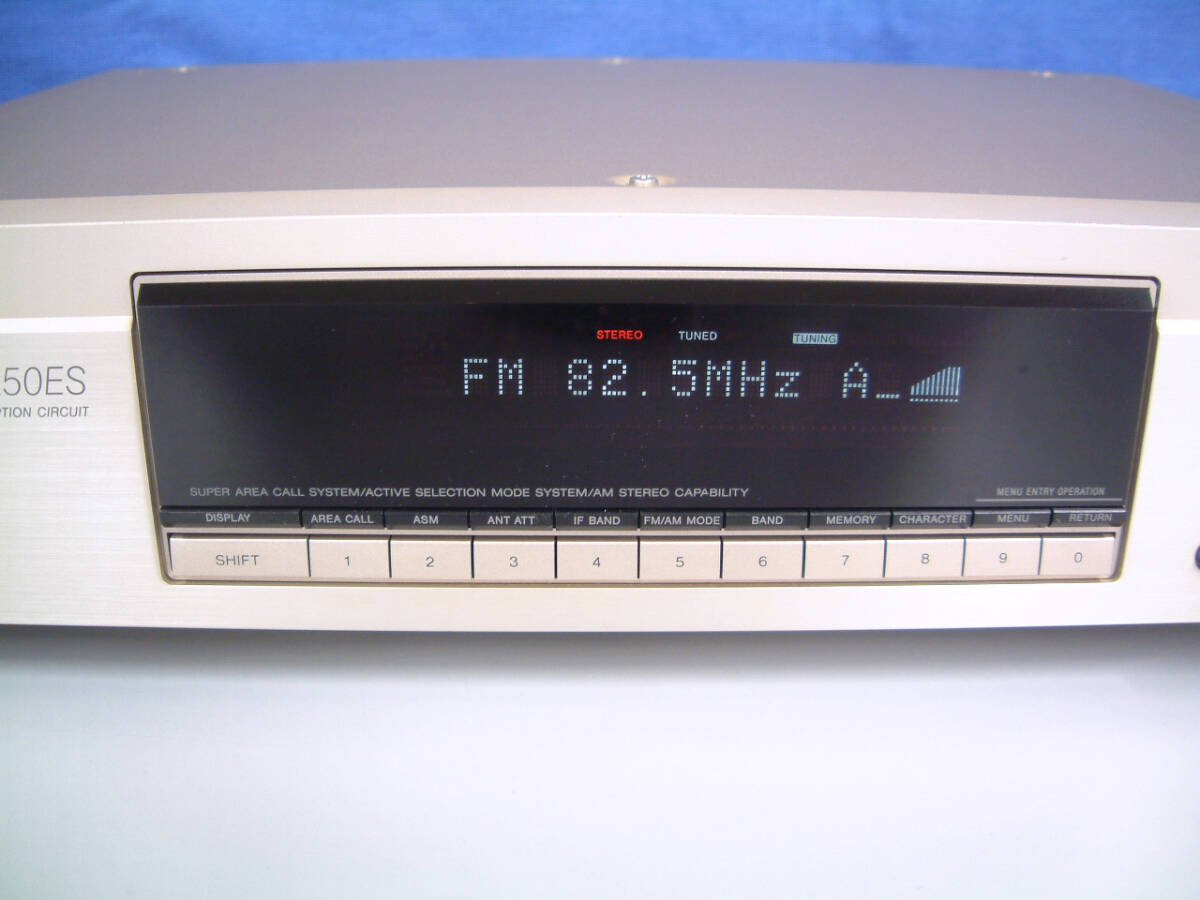 STEREO TUNED TUNING
FM 82.5MHz A_
50ES
PTION CIRCUIT
SUPER AREA CALL SYSTEM/ACTIVE SELECTION MODE SYSTEM/AM STEREO CAPABILITY
MENU ENTRY OPERATION
DISPLAY AREA CALL ASM ANT ATT IF BAND FM/AM MODE BAND MEMORY CHARACTER MENU RETURN
SHIFT 1 2 3 4 5 6 7 8 9 0